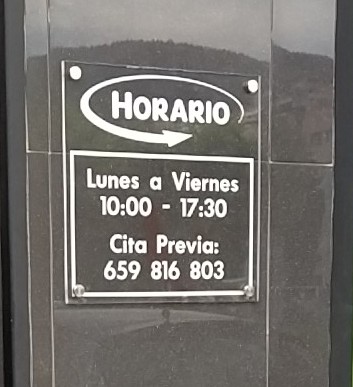 HORARIO
Lunes a Viernes
10:00 - 17:30
Cita Previa:
659 816 803